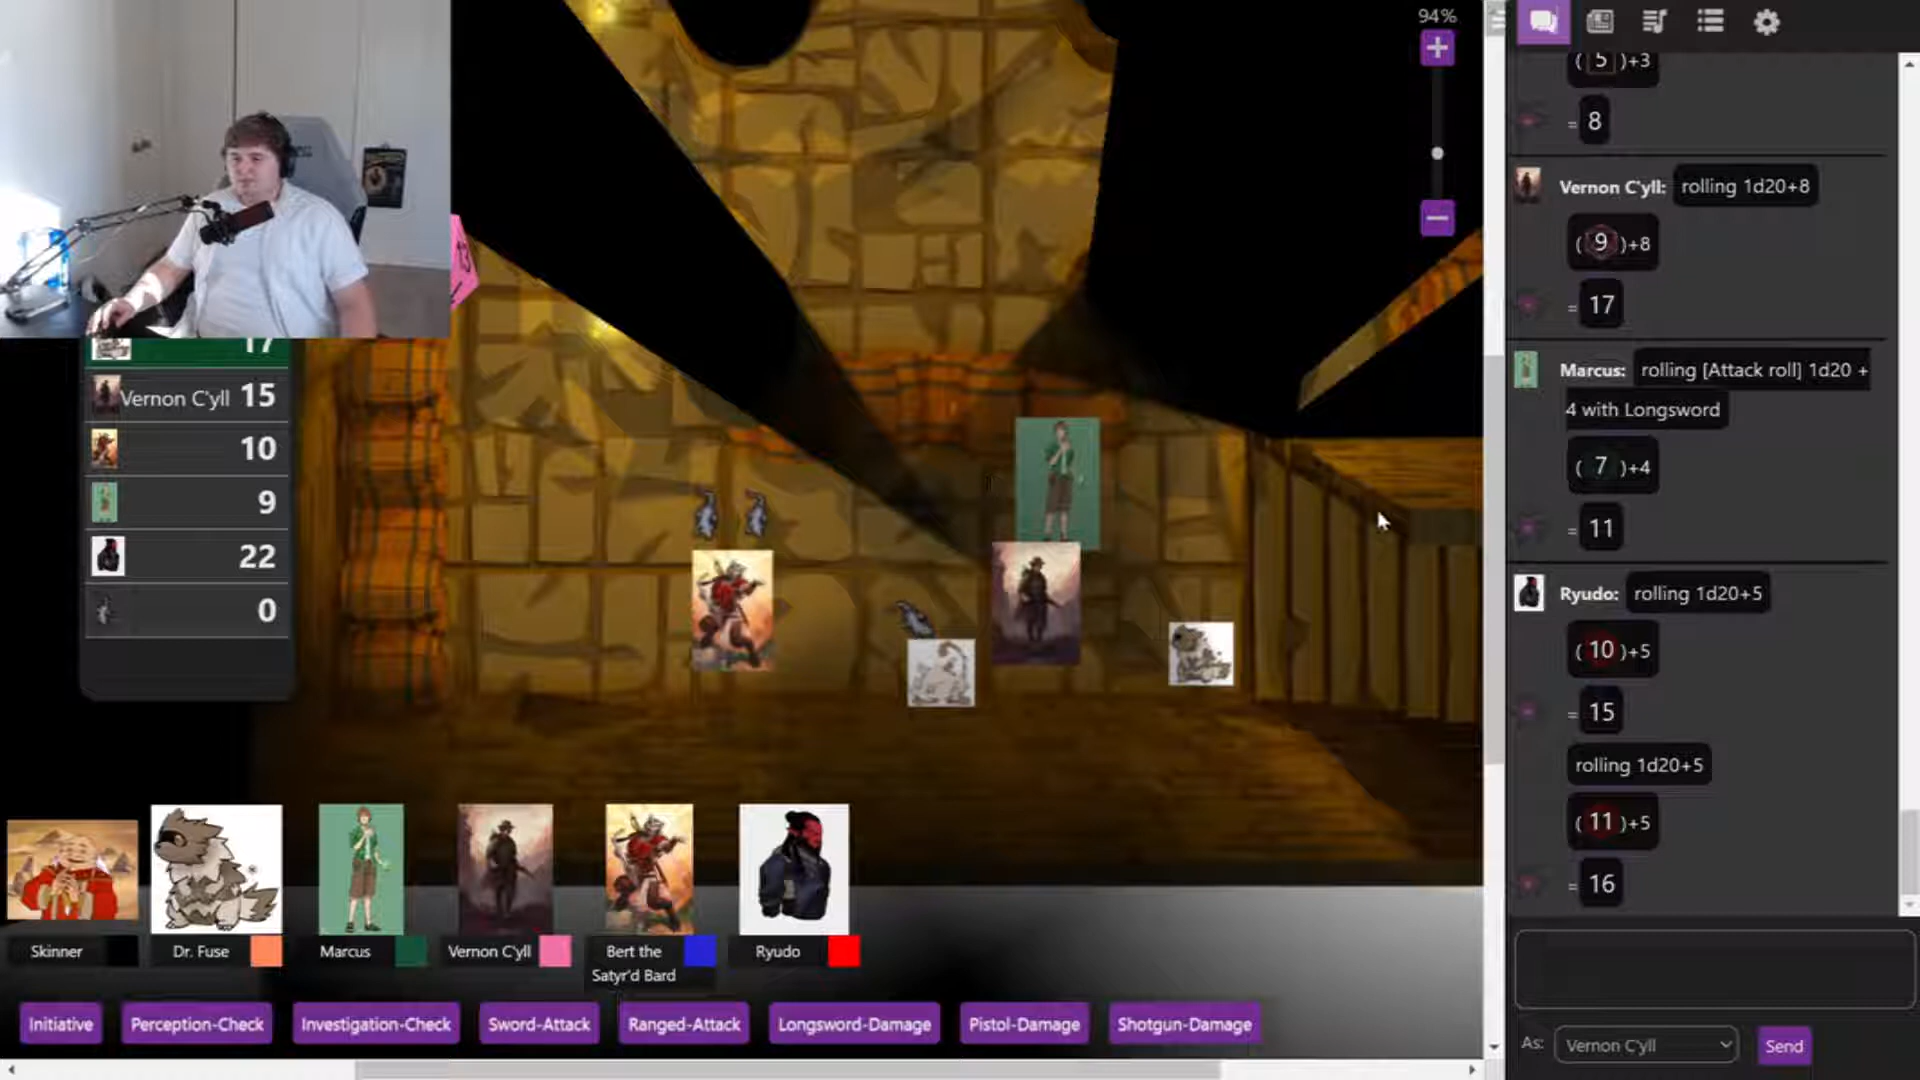 94%
17
Vernon C'yll 15
10
9
22
0
13
( 5 )+3
= 8
Vernon C'yll: rolling 1d20+8
( 9 )+8
= 17
Marcus: rolling [Attack roll] 1d20 +
4 with Longsword
( 7 )+4
= 11
Ryudo: rolling 1d20+5
( 10 )+5
= 15
rolling 1d20+5
( 11 )+5
= 16
Skinner
Dr. Fuse
Marcus
Vernon C'yll
Bert the
Satyr'd Bard
Ryudo
Initiative
Perception-Check
Investigation-Check
Sword-Attack
Ranged-Attack
Longsword-Damage
Pistol-Damage
Shotgun-Damage
As: Vernon C'yll
Send